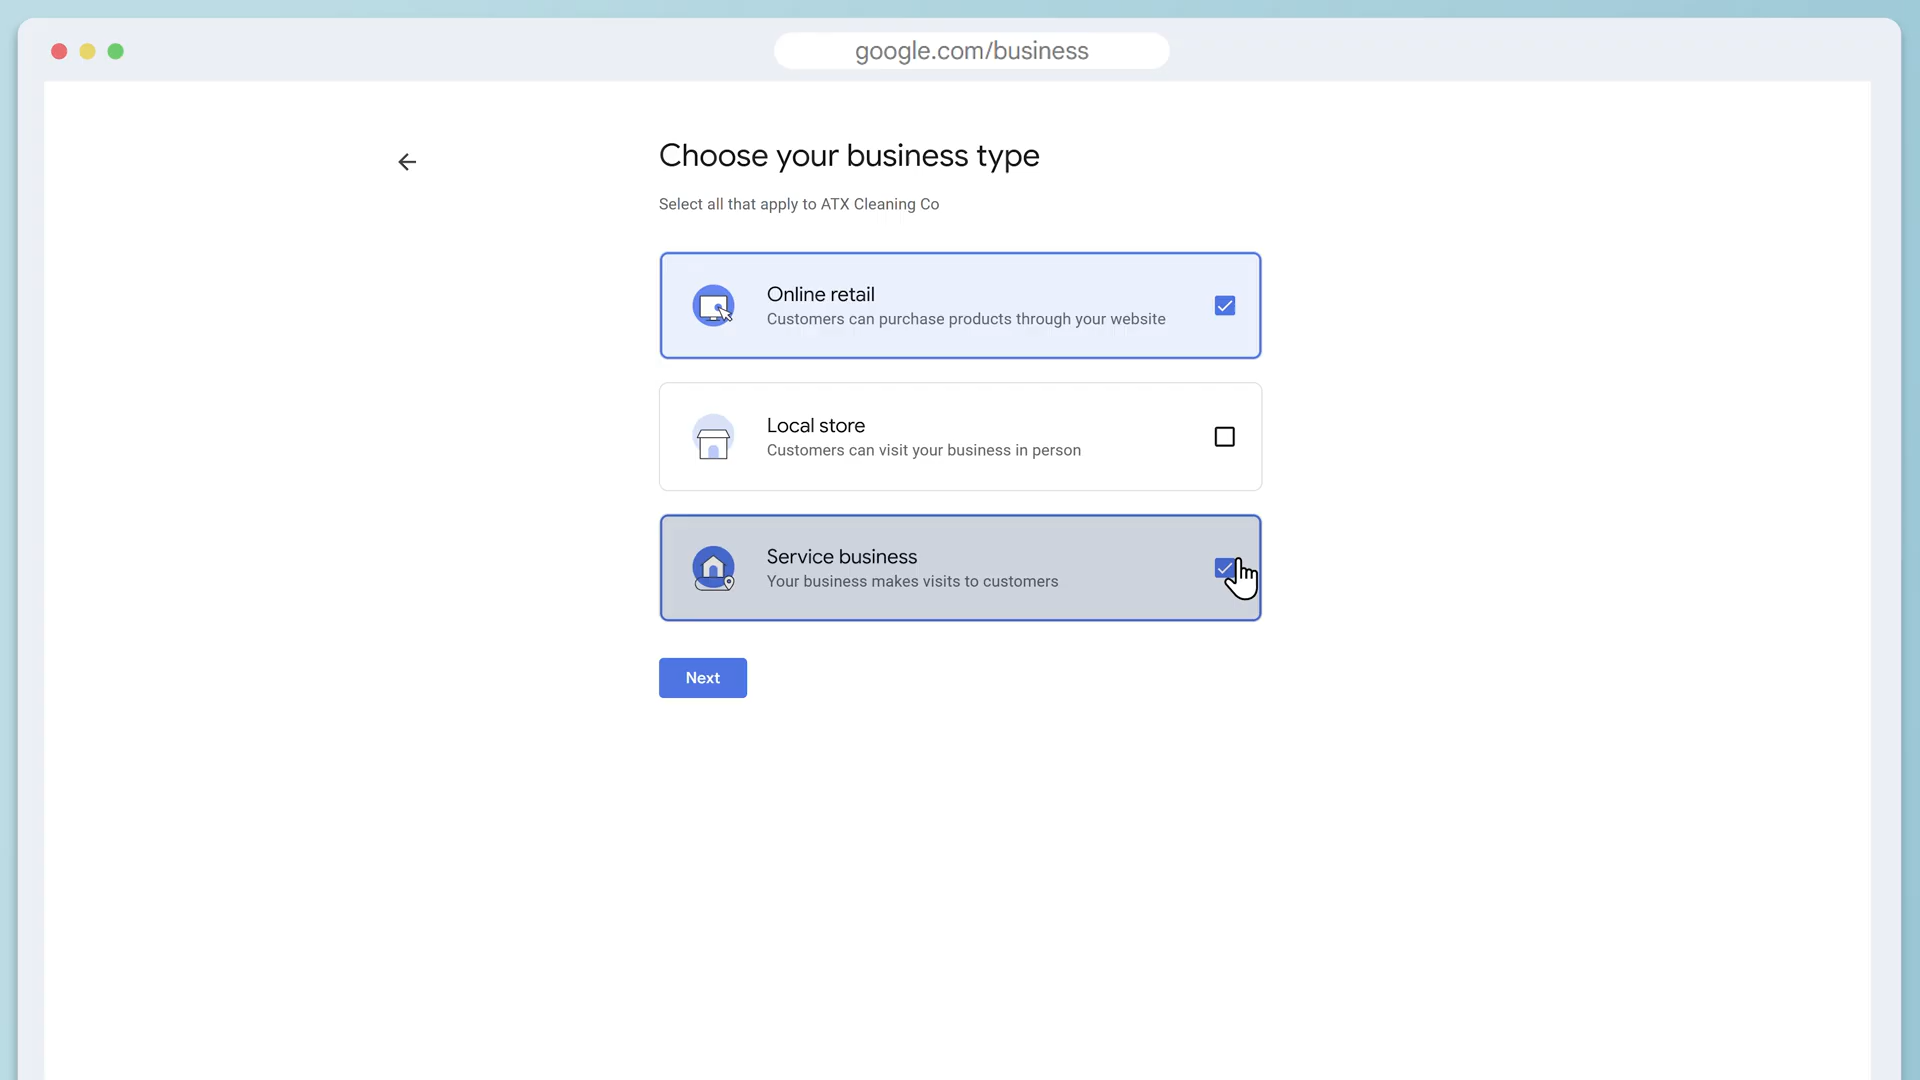 google.com/business
Choose your business type
Select all that apply to ATX Cleaning Co
Online retail
Customers can purchase products through your website
Local store
Customers can visit your business in person
Service business
Your business makes visits to customers
Next